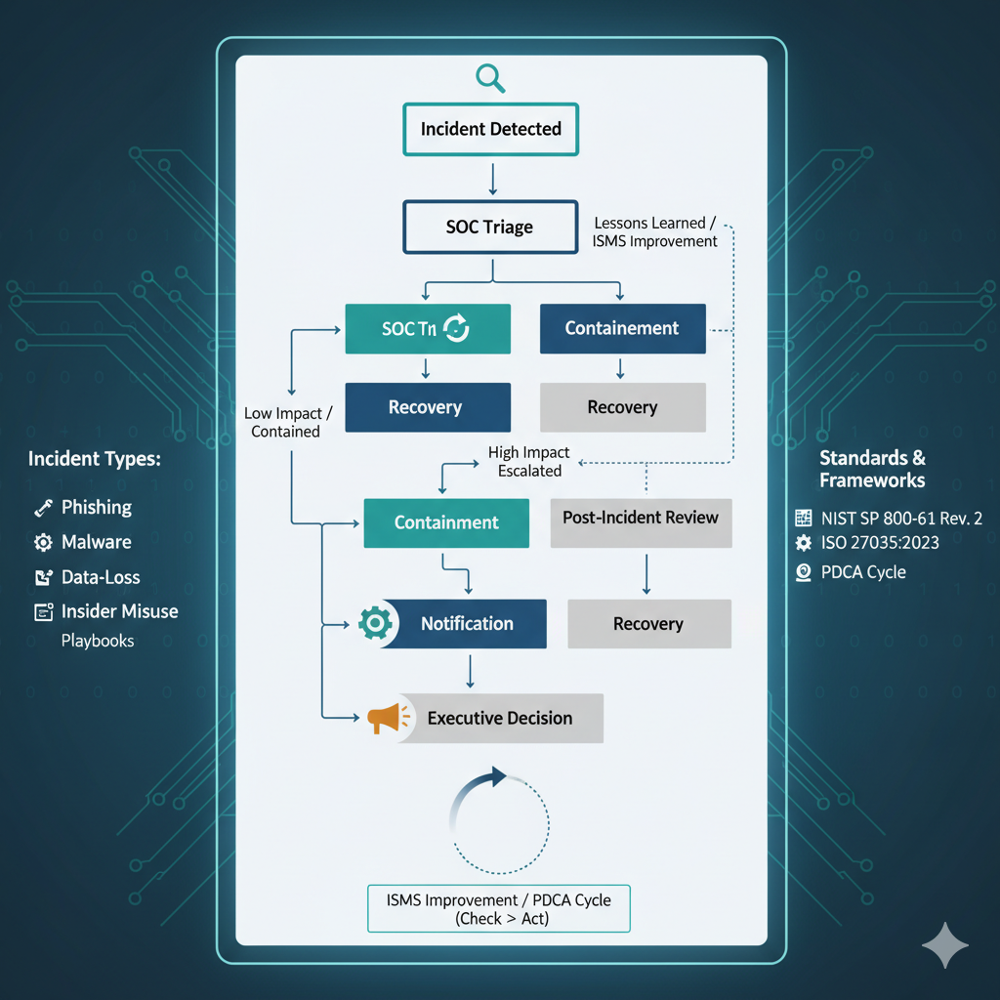 Incident Detected
SOC Triage
Lessons Learned /
ISMS Improvement
SOC Tri
Containement
Recovery
Recovery
Low Impact /
Contained
High Impact
Escalated
Containment
Post-Incident Review
Notification
Recovery
Executive Decision
ISMS Improvement / PDCA Cycle
(Check > Act)
Incident Types:
Phishing
Malware
Data-Loss
Insider Misuse
Playbooks
Standards &
Frameworks
NIST SP 800-61 Rev. 2
ISO 27035:2023
PDCA Cycle